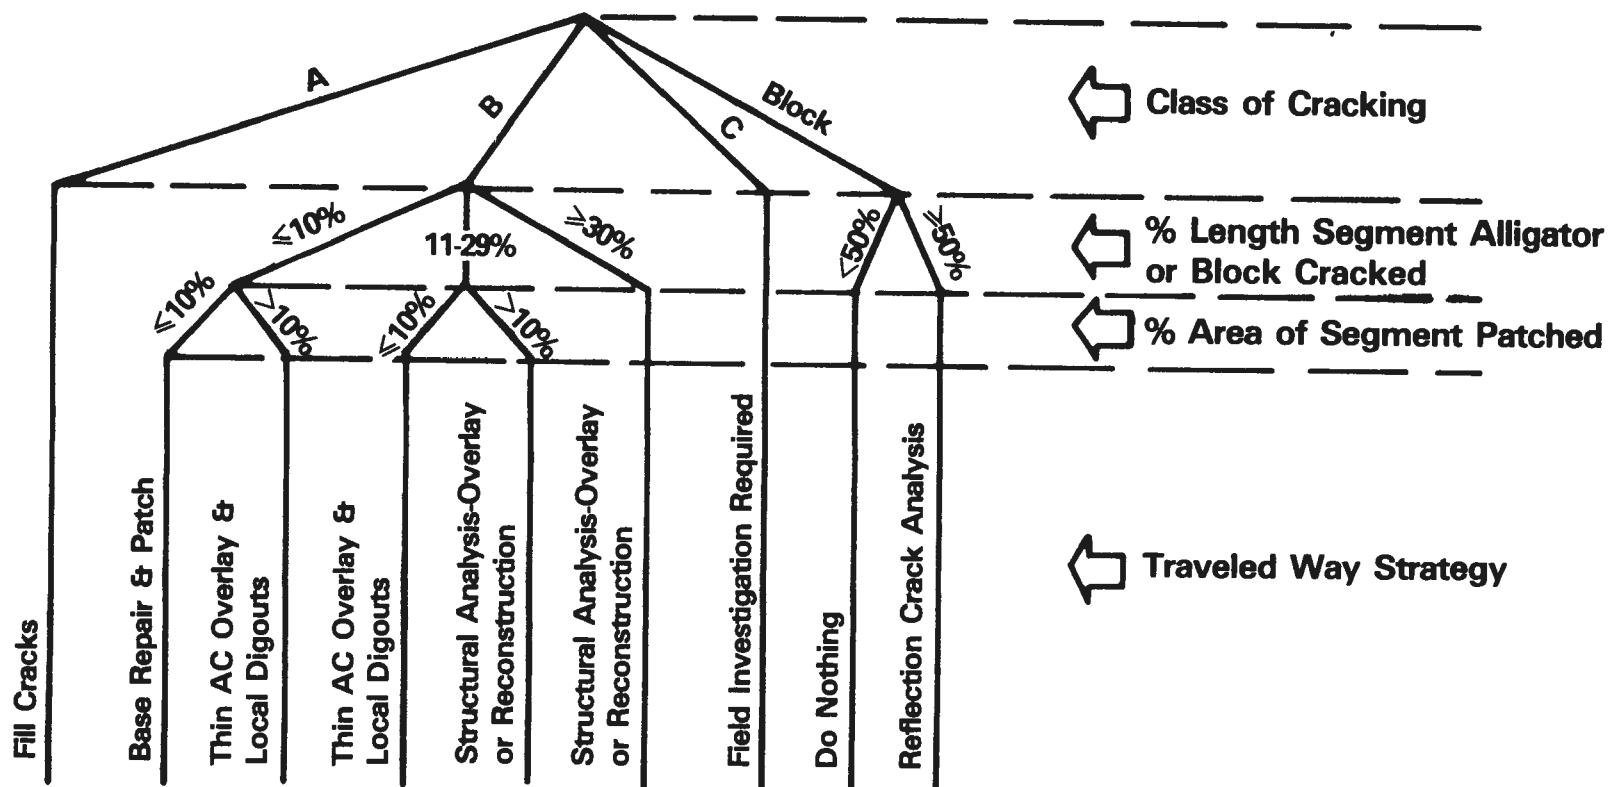 A
B
C
Block
Class of Cracking
≤10%
11-29%
≥30%
<50%
≥50%
% Length Segment Alligator
or Block Cracked
≤10%
>10%
≤10%
>10%
% Area of Segment Patched
Fill Cracks
Base Repair & Patch
Thin AC Overlay &
Local Digouts
Thin AC Overlay &
Local Digouts
Structural Analysis-Overlay
or Reconstruction
Structural Analysis-Overlay
or Reconstruction
Field Investigation Required
Do Nothing
Reflection Crack Analysis
Traveled Way Strategy